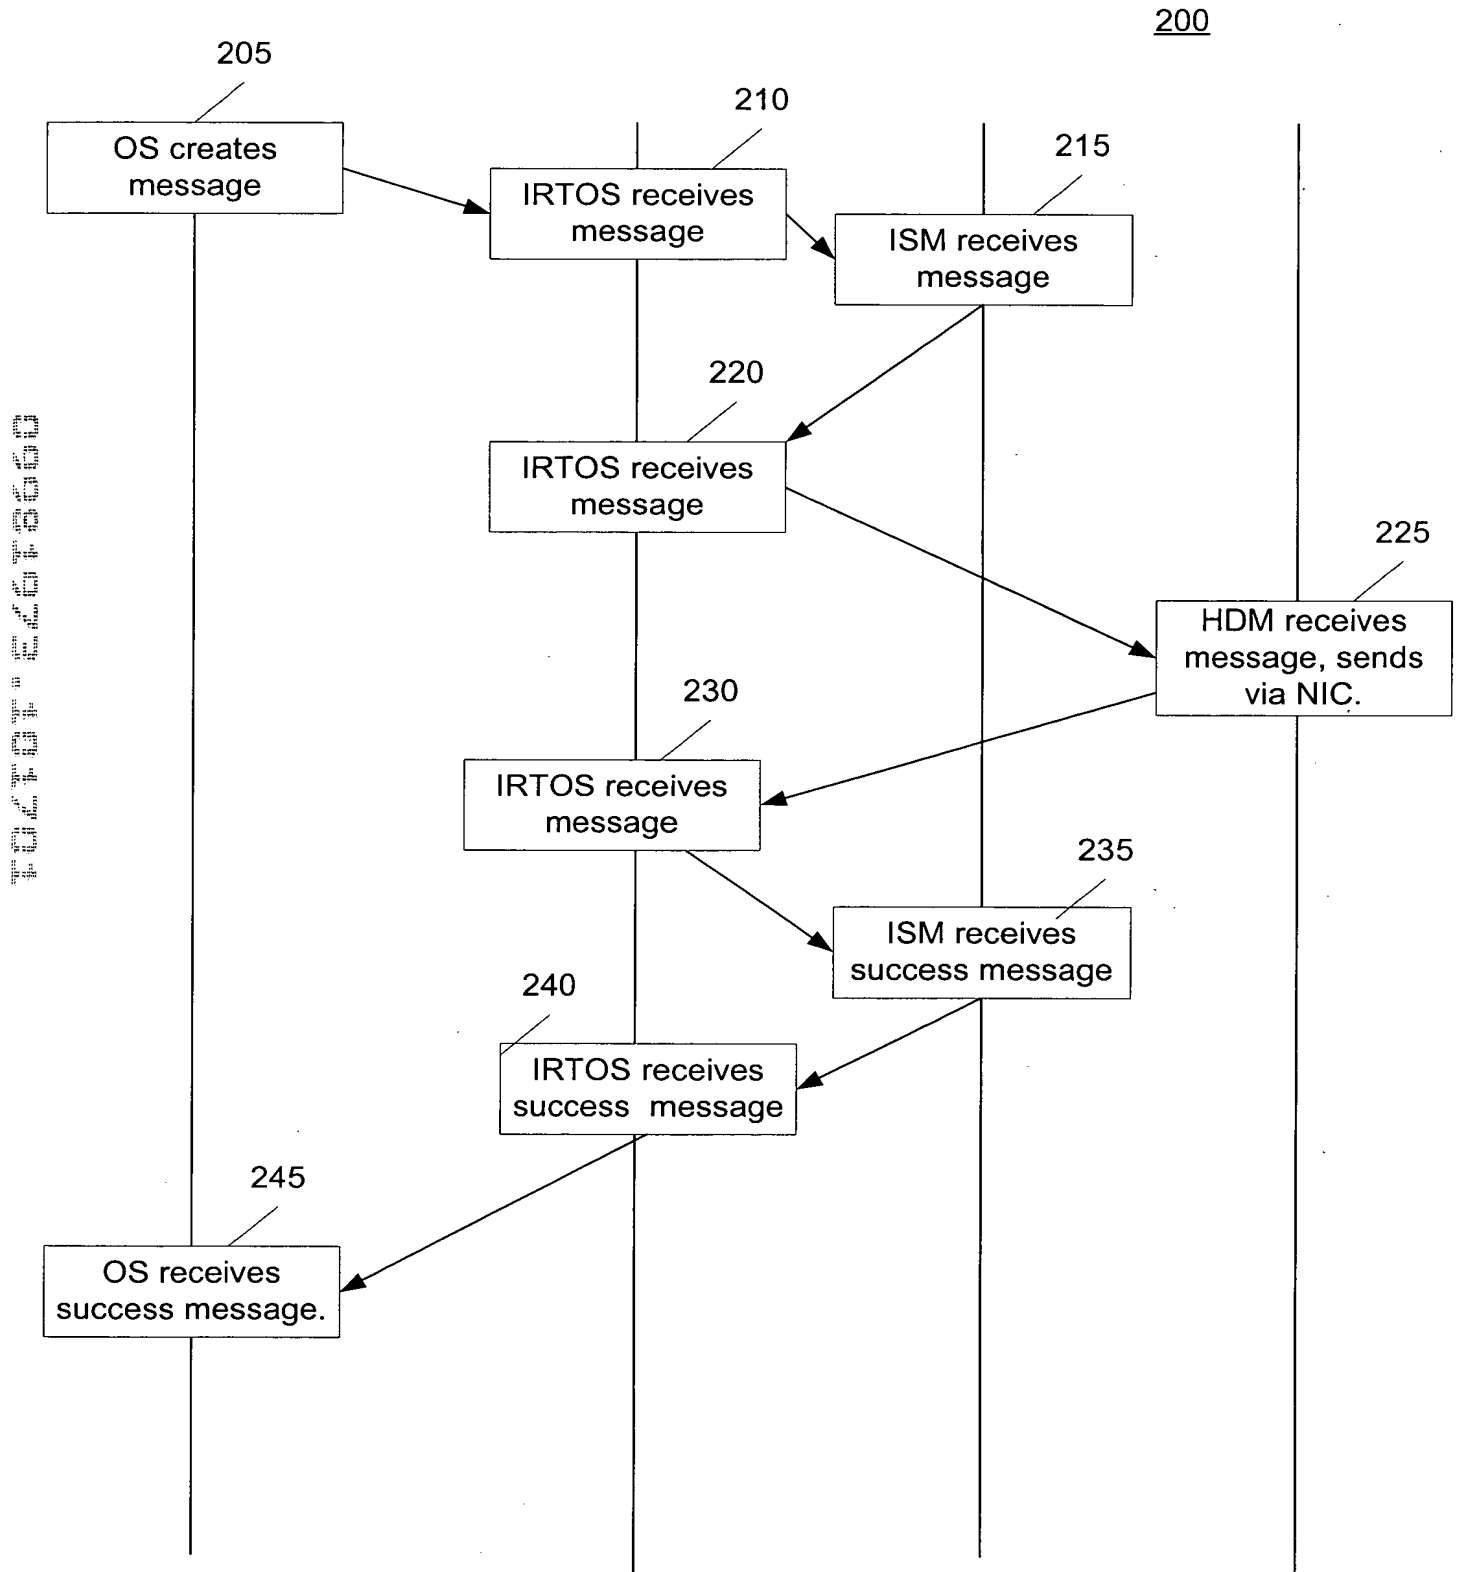 200
205
OS creates
message
210
IRTOS receives
message
215
ISM receives
message
220
IRTOS receives
message
225
HDM receives
message, sends
via NIC.
230
IRTOS receives
message
235
ISM receives
success message
240
IRTOS receives
success message
245
OS receives
success message.